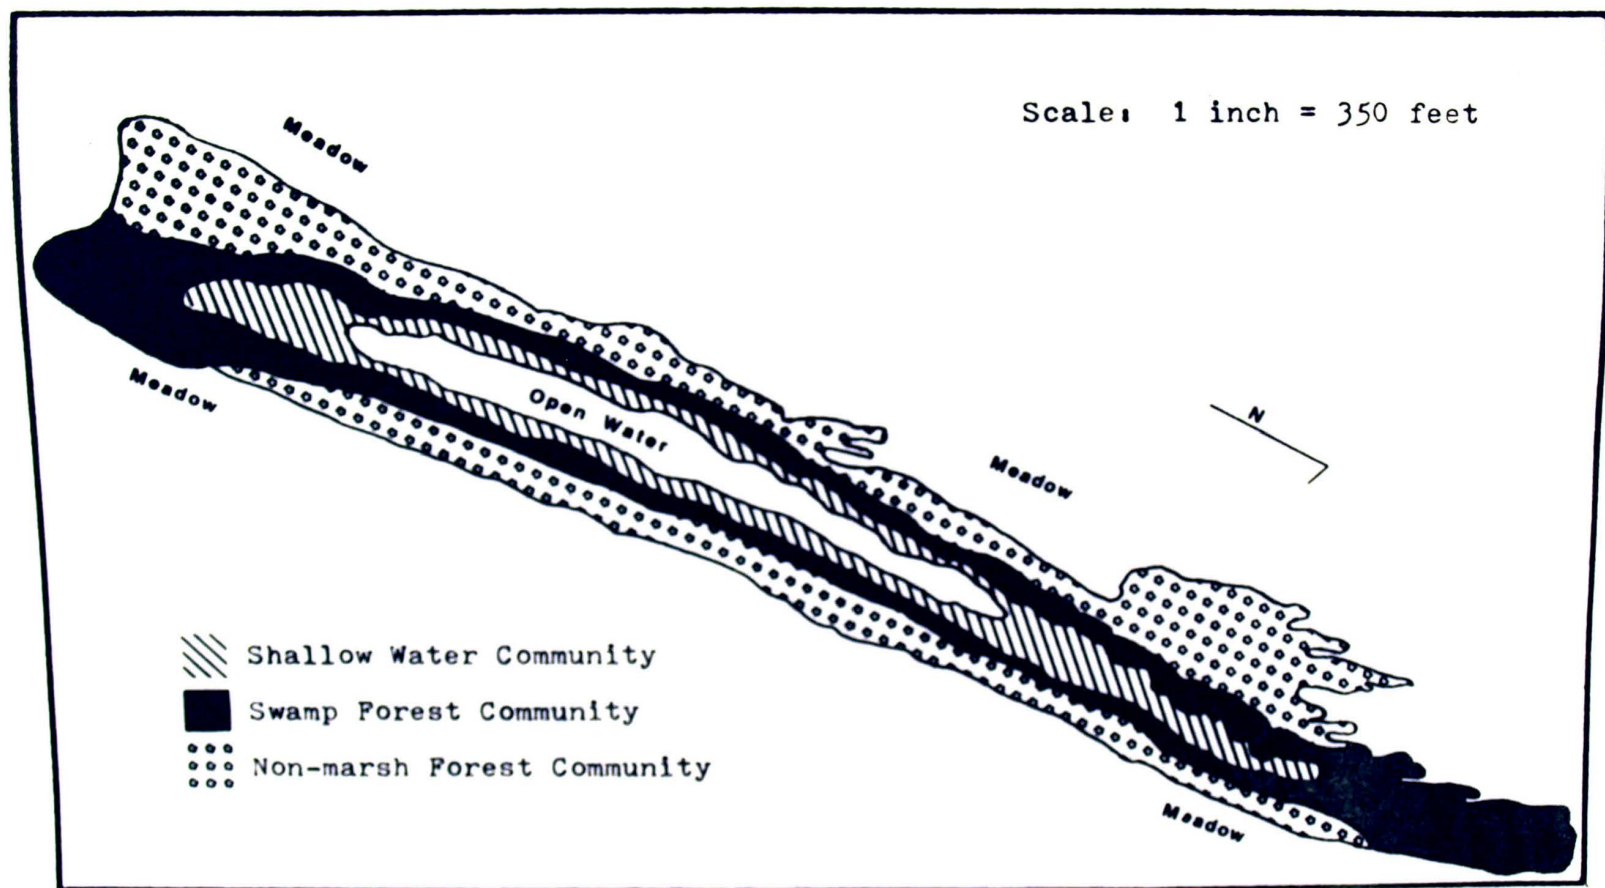 Scale: 1 inch = 350 feet
Meadow
Meadow
Open Water
N
Meadow
Shallow Water Community
Swamp Forest Community
Non-marsh Forest Community
Meadow